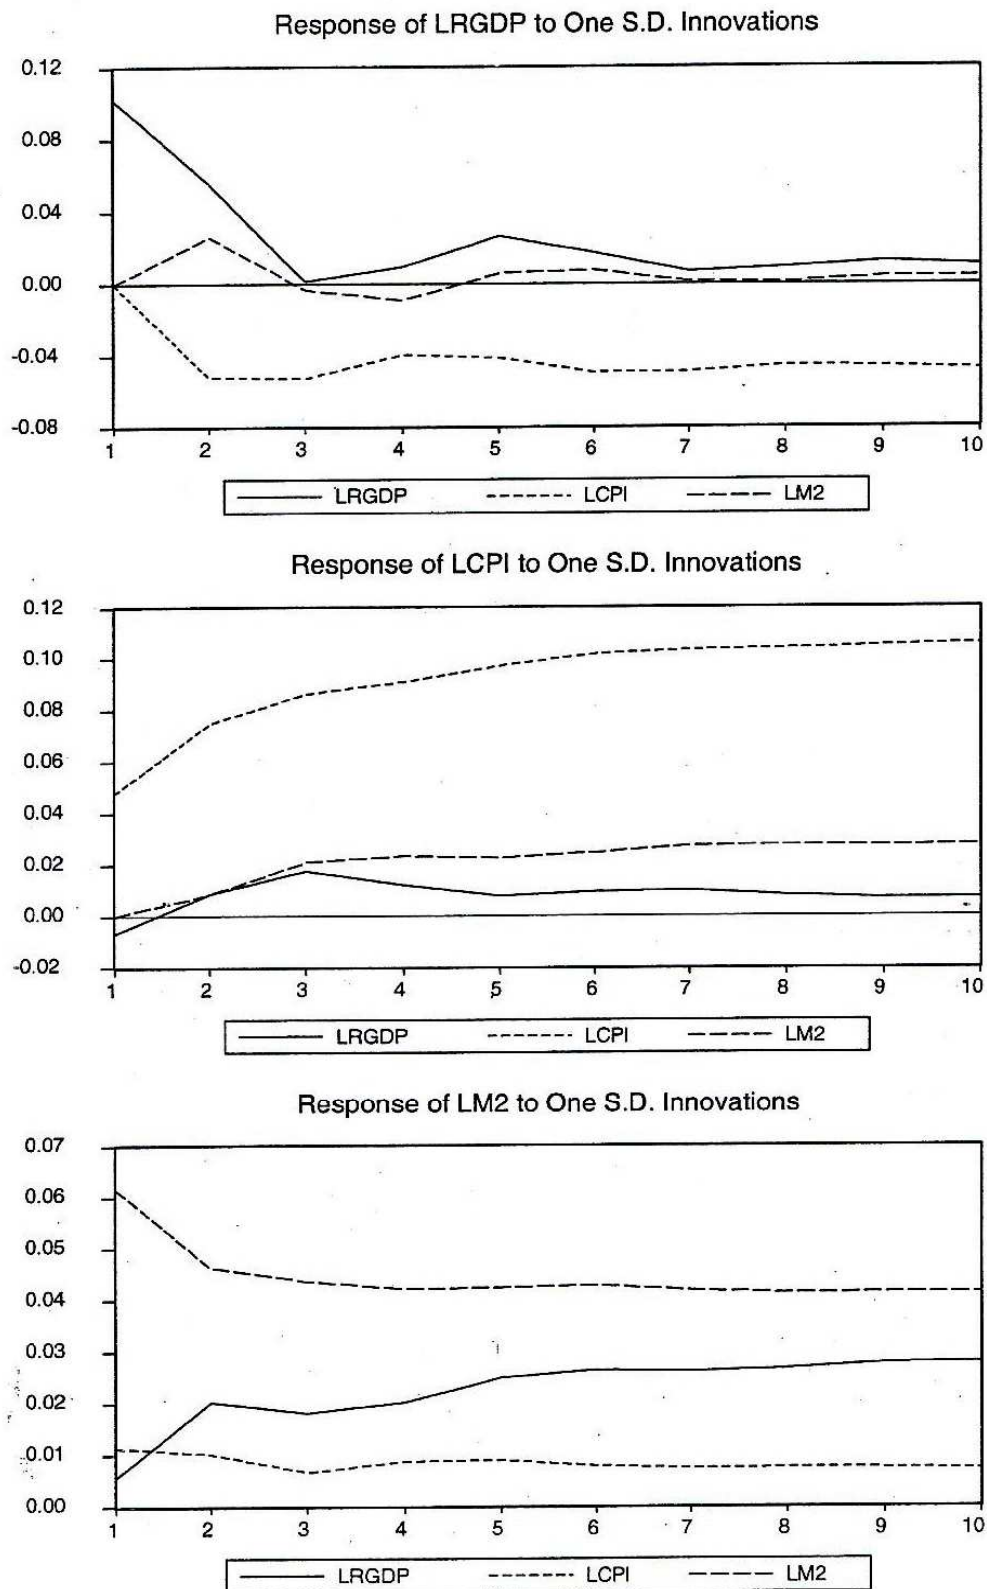 Response of LRGDP to One S.D. Innovations
0.12
0.08
0.04
0.00
-0.04
-0.08
1 2 3 4 5 6 7 8 9 10
LRGDP LCPI LM2
Response of LCPI to One S.D. Innovations
0.12
0.10
0.08
0.06
0.04
0.02
0.00
-0.02
1 2 3 4 5 6 7 8 9 10
LRGDP LCPI LM2
Response of LM2 to One S.D. Innovations
0.07
0.06
0.05
0.04
0.03
0.02
0.01
0.00
1 2 3 4 5 6 7 8 9 10
LRGDP LCPI LM2